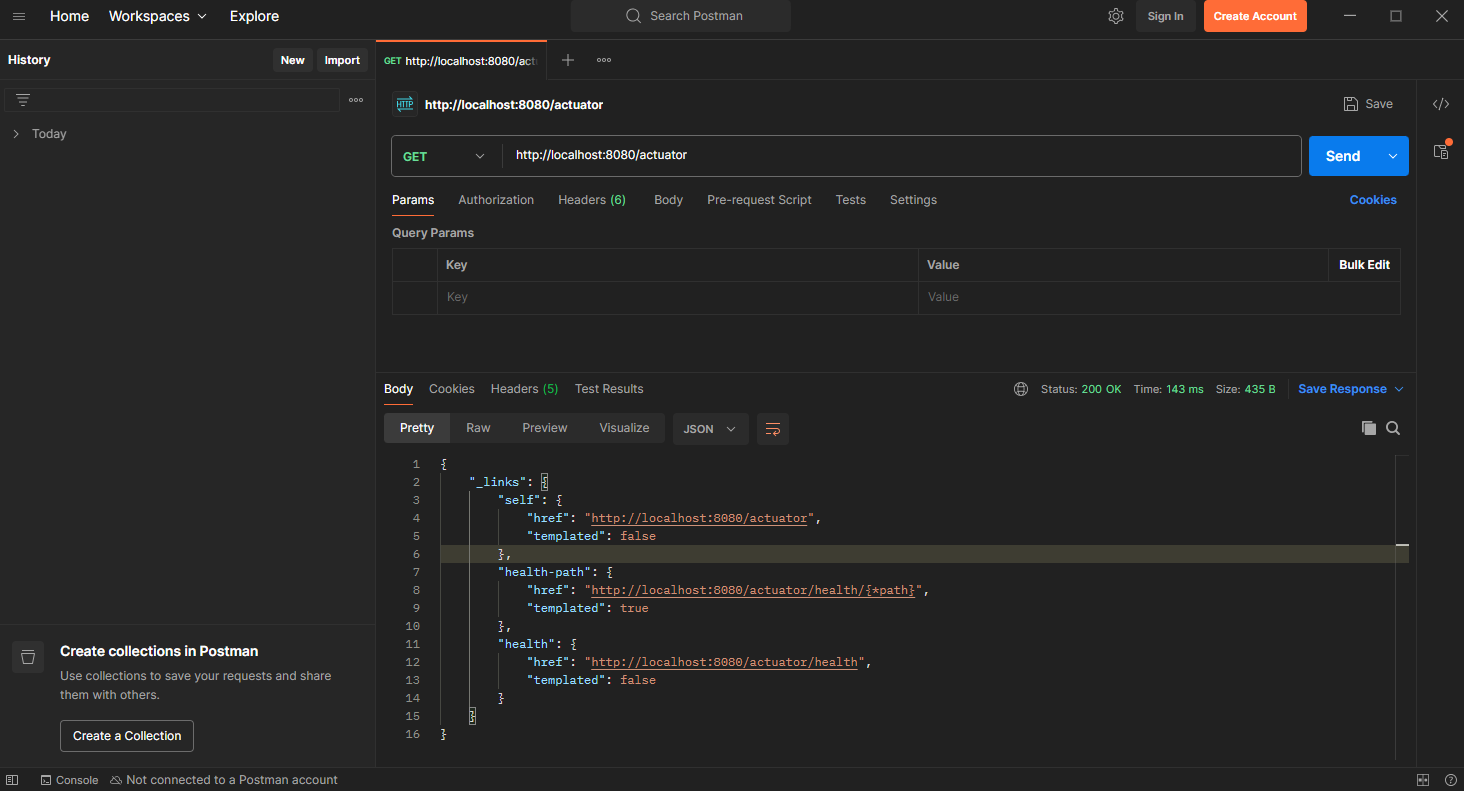 Home Workspaces Explore Search Postman Sign In Create Account
History New Import
GET http://localhost:8080/act
Today
HTTP http://localhost:8080/actuator Save
GET http://localhost:8080/actuator Send
Params Authorization Headers (6) Body Pre-request Script Tests Settings Cookies
Query Params
Key Value Bulk Edit
Key Value
Body Cookies Headers (5) Test Results Status: 200 OK Time: 143 ms Size: 435 B Save Response
Pretty Raw Preview Visualize JSON
1 {
2 "_links": {
3 "self": {
4 "href": "http://localhost:8080/actuator",
5 "templated": false
6 },
7 "health-path": {
8 "href": "http://localhost:8080/actuator/health/{*path}",
9 "templated": true
10 },
11 "health": {
12 "href": "http://localhost:8080/actuator/health",
13 "templated": false
14 }
15 }
16 }
Create collections in Postman
Use collections to save your requests and share
them with others.
Create a Collection
Console Not connected to a Postman account